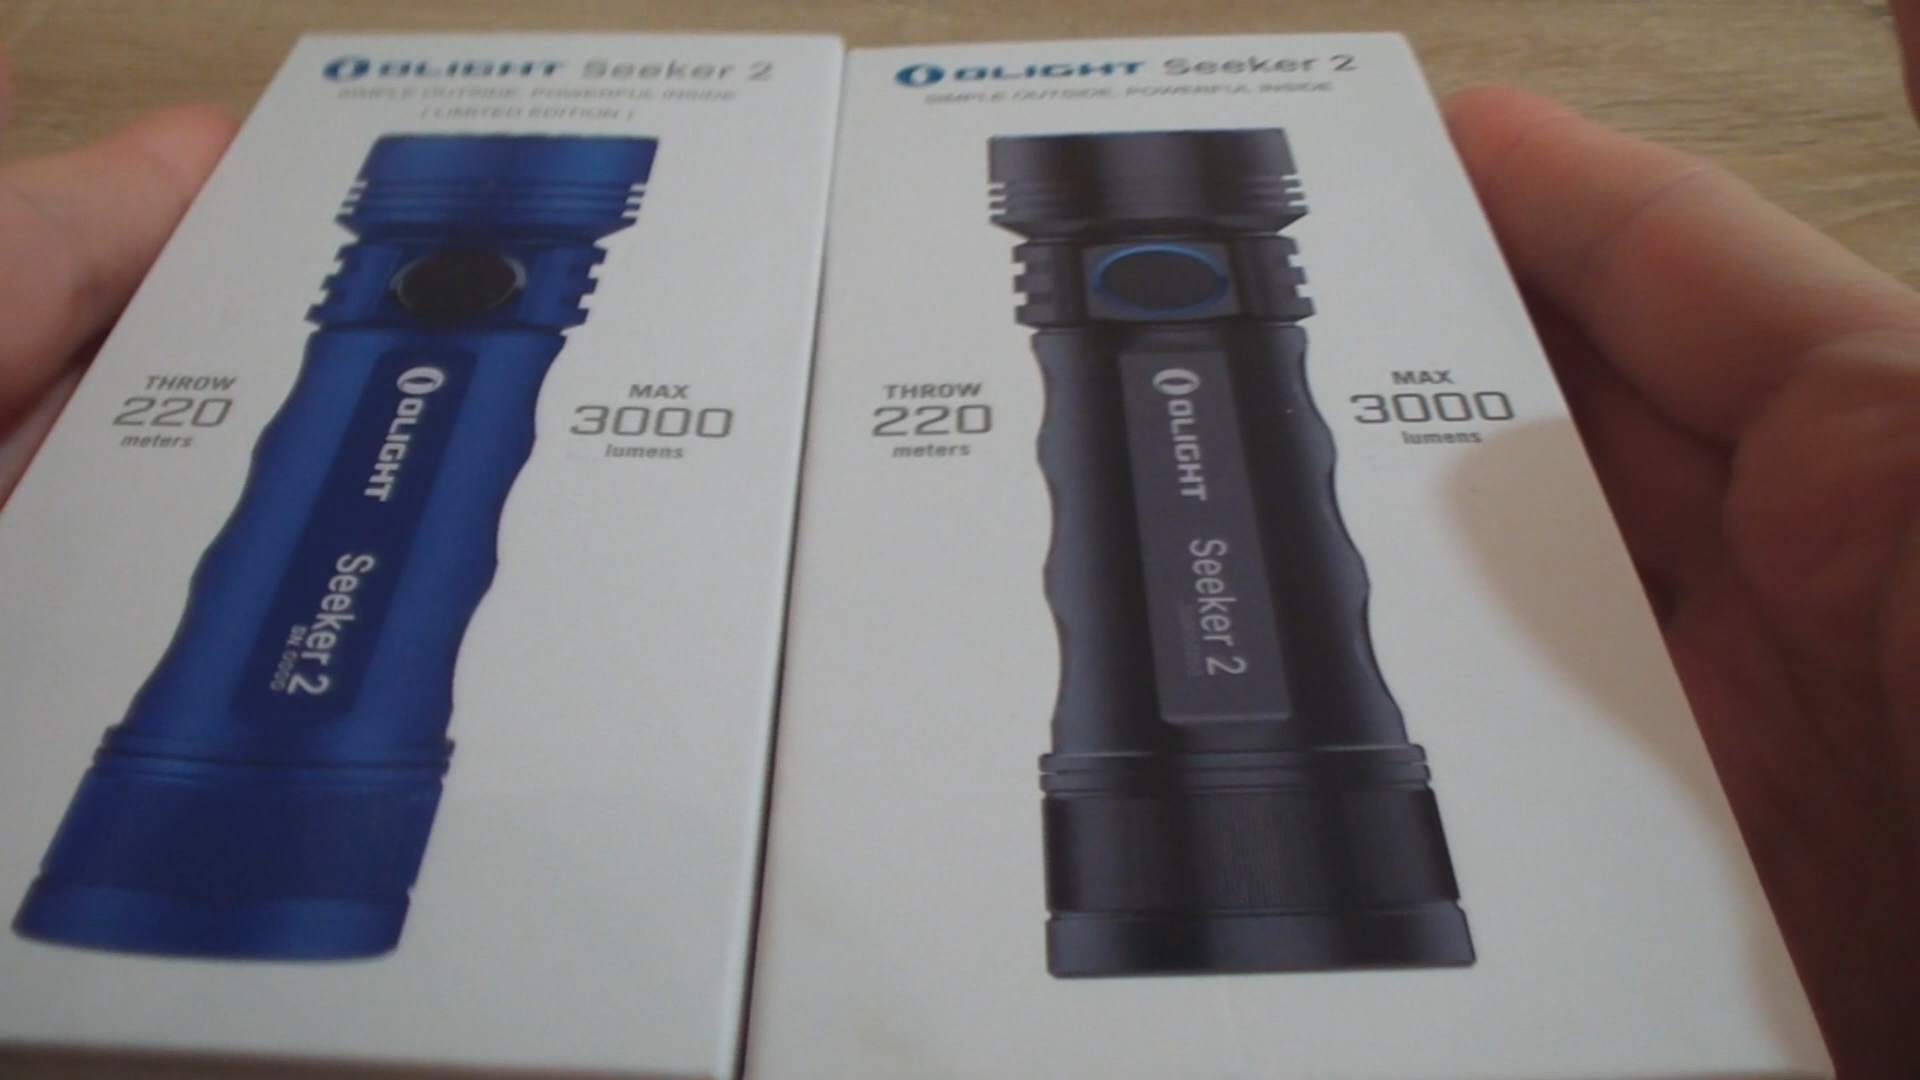 OLIGHT Seeker 2
SIMPLE OUTSIDE, POWERFUL INSIDE
( LIMITED EDITION )
THROW
220
meters
MAX
3000
lumens
OLIGHT Seeker 2
OLIGHT Seeker 2
SIMPLE OUTSIDE, POWERFUL INSIDE
THROW
220
meters
MAX
3000
lumens
OLIGHT Seeker 2